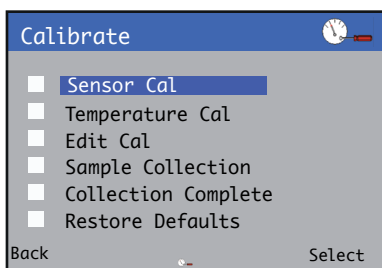 Calibrate
Sensor Cal
Temperature Cal
Edit Cal
Sample Collection
Collection Complete
Restore Defaults
Back Select